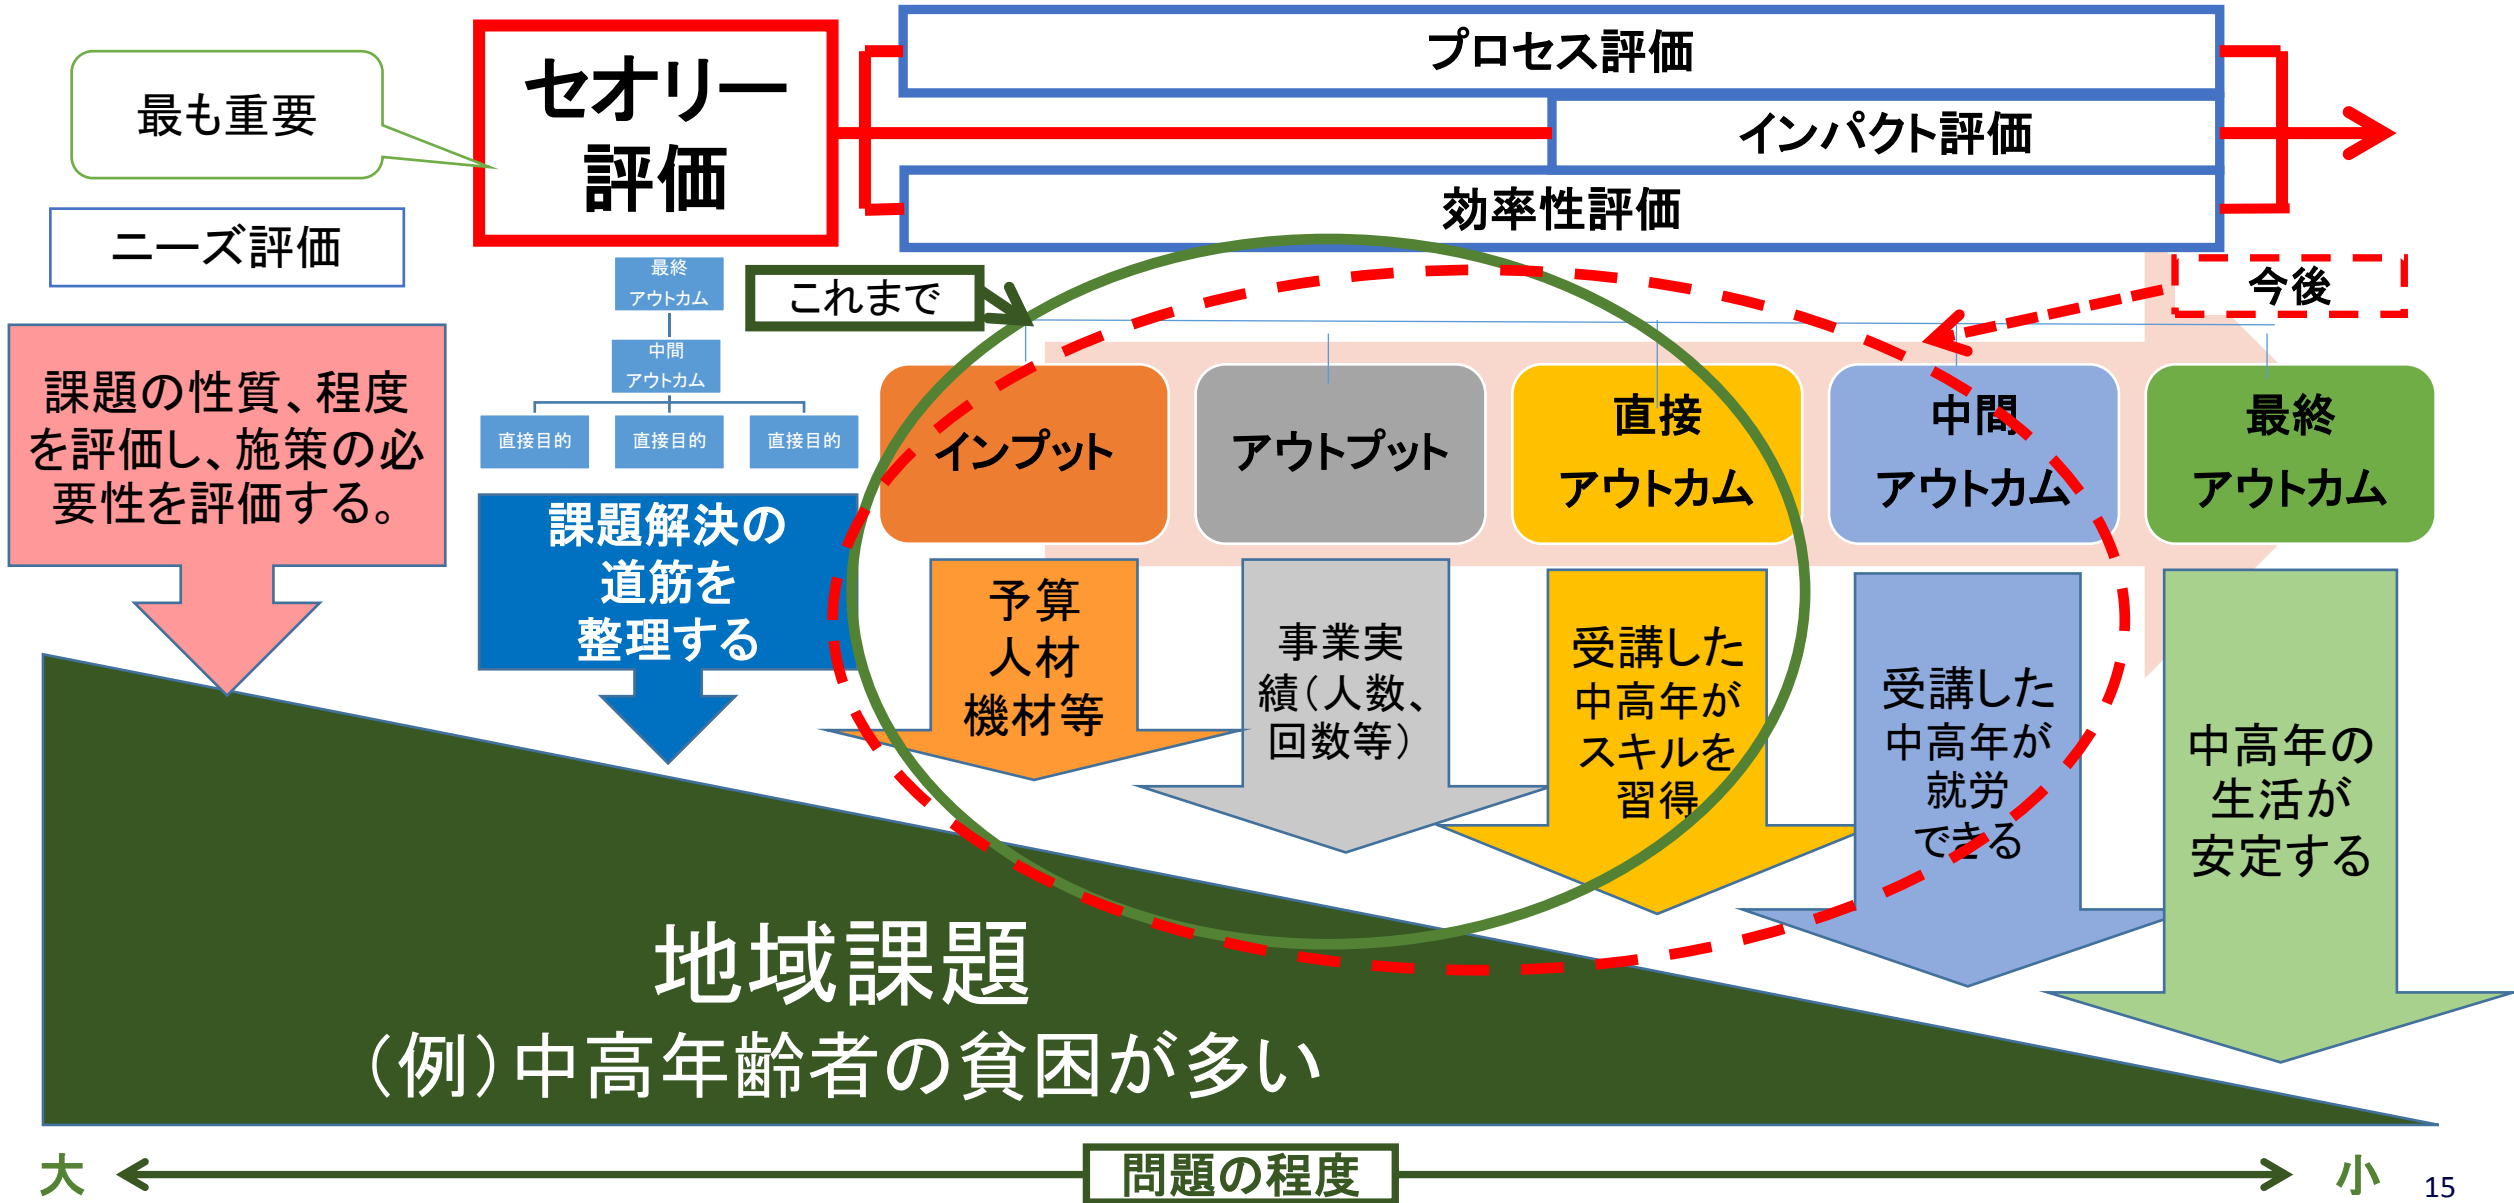 プロセス評価
セオリー
評価
最も重要
インパクト評価
効率性評価
ニーズ評価
最終
アウトカム
これまで
今後
中間
アウトカム
直接目的
直接目的
直接目的
課題の性質、程度
を評価し、施策の必
要性を評価する。
インプット
アウトプット
直接
アウトカム
中間
アウトカム
最終
アウトカム
課題解決の
道筋を
整理する
予算
人材
機材等
事業実
績（人数、
回数等）
受講した
中高年が
スキルを
習得
受講した
中高年が
就労
できる
中高年の
生活が
安定する
地域課題
（例）中高年齢者の貧困が多い
大
問題の程度
小
15